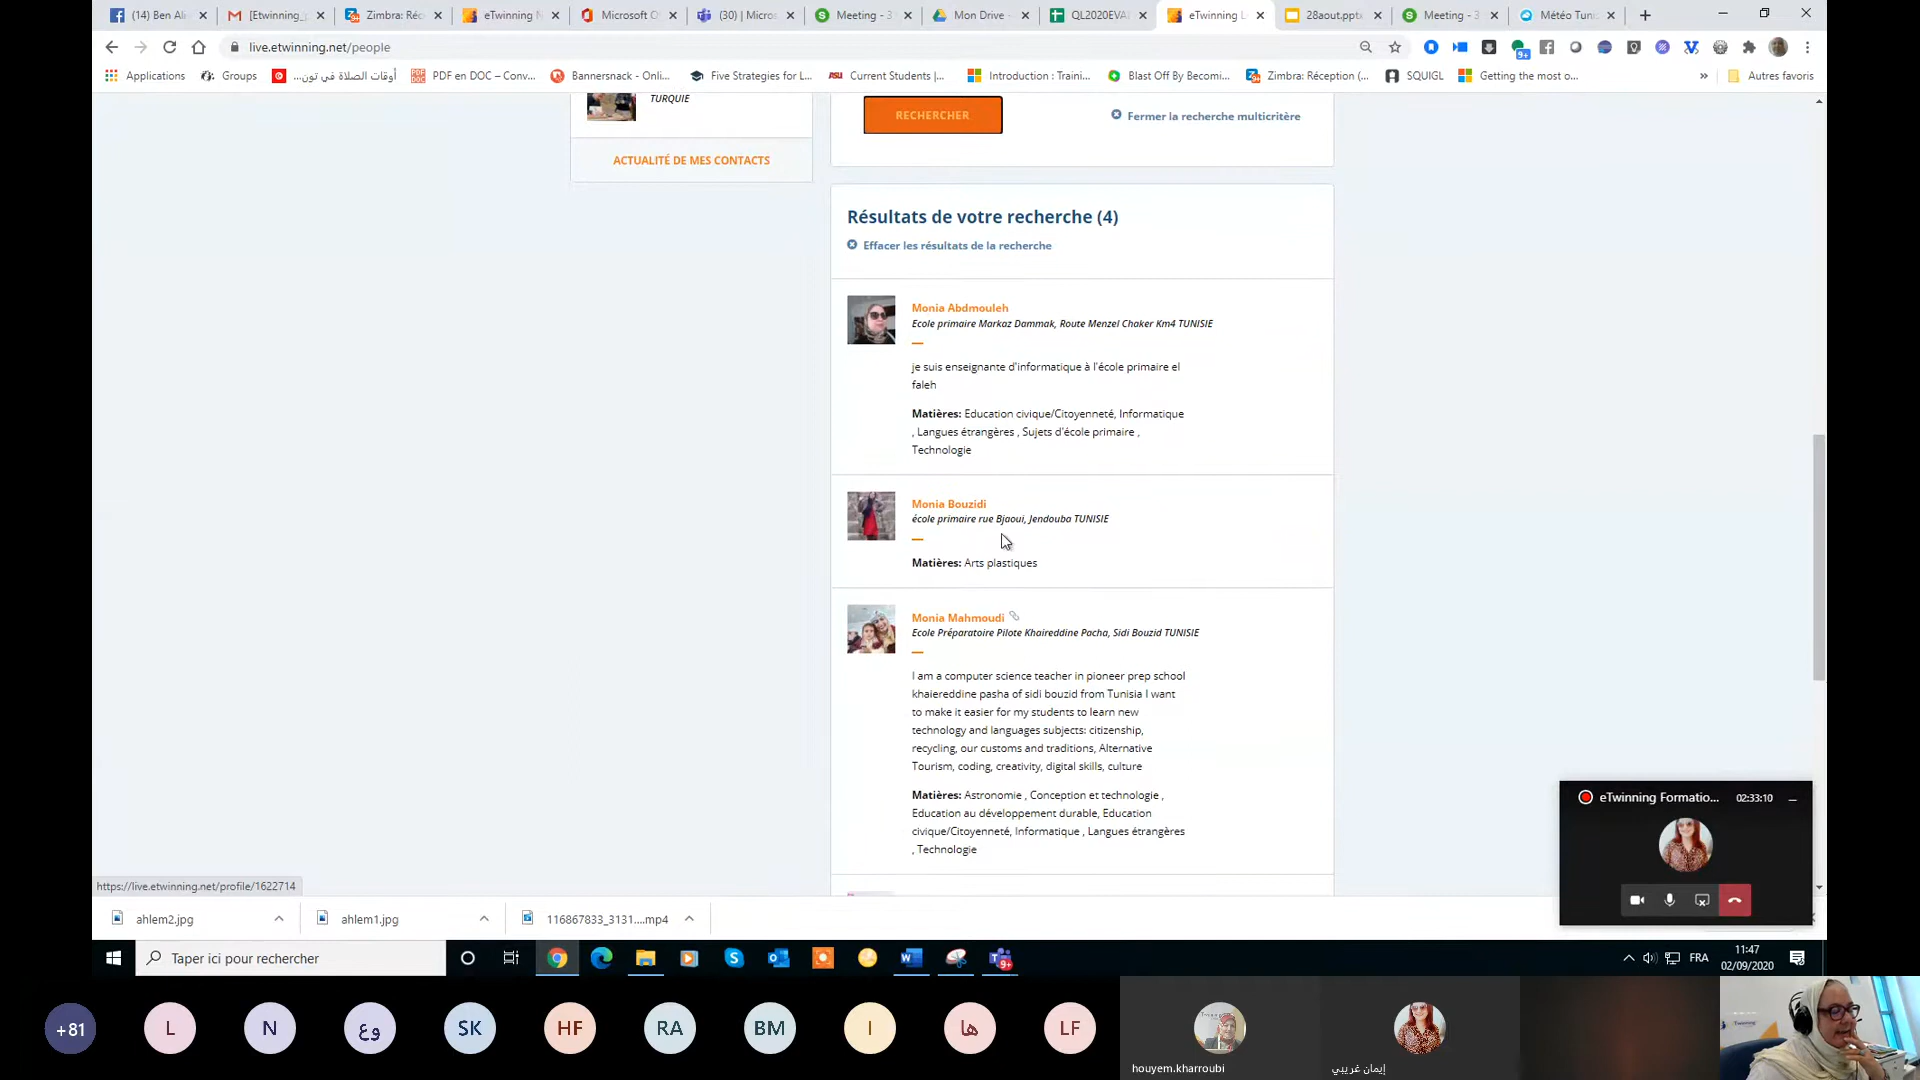 (14) Ben Ali
[Etwinning_
Zimbra: Réc
eTwinning N
Microsoft O
(30) | Micros
Meeting - 3
Mon Drive -
QL2020EVA
eTwinning L
28aout.pptx
Meeting - 3
Météo Tuni
live.etwinning.net/people
Applications
Groups
أوقات الصلاة في تون...
PDF en DOC – Conv...
Bannersnack - Onli...
Five Strategies for L...
Current Students |...
Introduction : Traini...
Blast Off By Becomi...
Zimbra: Réception (...
SQUIGL
Getting the most o...
»
Autres favoris
TURQUIE
ACTUALITÉ DE MES CONTACTS
RECHERCHER
Fermer la recherche multicritère
Résultats de votre recherche (4)
Effacer les résultats de la recherche
Monia Abdmouleh
Ecole primaire Markaz Dammak, Route Menzel Chaker Km4 TUNISIE
je suis enseignante d'informatique à l'école primaire el
faleh
Matières: Education civique/Citoyenneté, Informatique
, Langues étrangères , Sujets d'école primaire ,
Technologie
Monia Bouzidi
école primaire rue Bjaoui, Jendouba TUNISIE
Matières: Arts plastiques
Monia Mahmoudi
Ecole Préparatoire Pilote Khaireddine Pacha, Sidi Bouzid TUNISIE
I am a computer science teacher in pioneer prep school
khaiereddine pasha of sidi bouzid from Tunisia I want
to make it easier for my students to learn new
technology and languages subjects: citizenship,
recycling, our customs and traditions, Alternative
Tourism, coding, creativity, digital skills, culture
Matières: Astronomie , Conception et technologie ,
Education au développement durable, Education
civique/Citoyenneté, Informatique , Langues étrangères
, Technologie
eTwinning Formatio...
02:33:10
https://live.etwinning.net/profile/1622714
ahlem2.jpg
ahlem1.jpg
116867833_3131....mp4
Taper ici pour rechercher
FRA
11:47
02/09/2020
+81
L
N
وع
SK
HF
RA
BM
I
ها
LF
houyem.kharroubi
إيمان غريبي